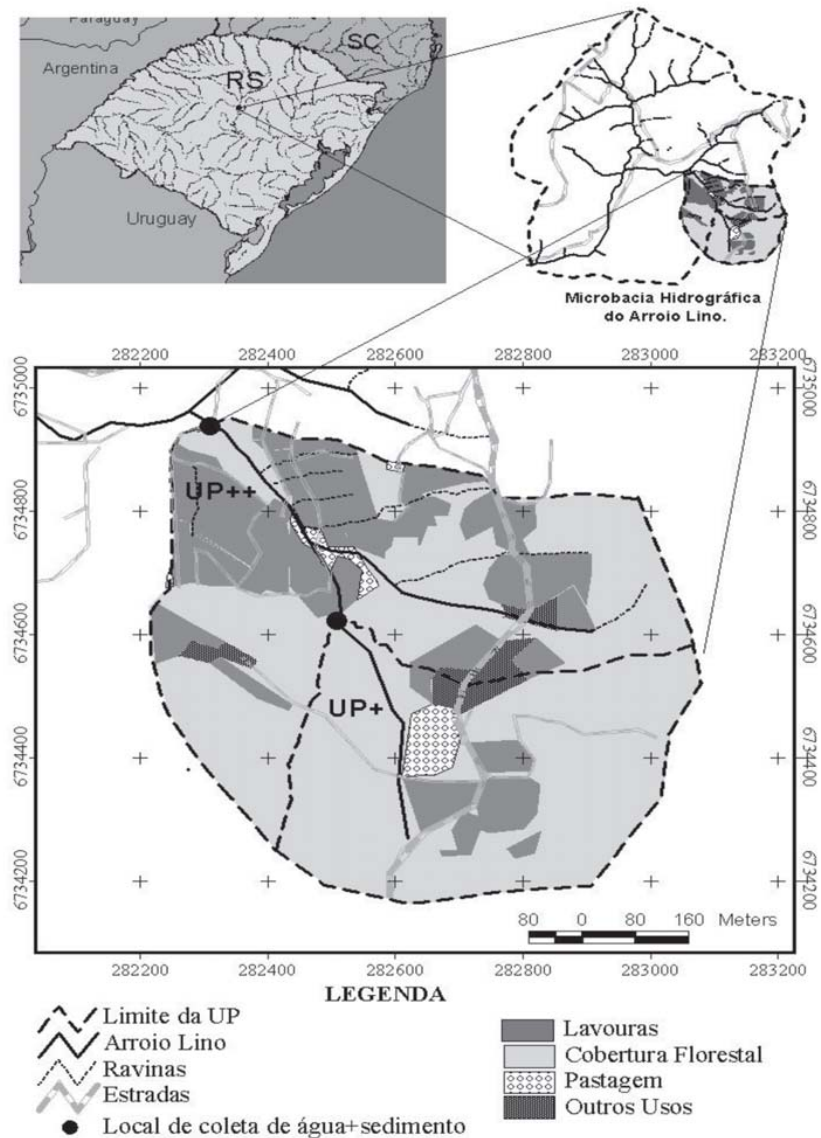 Paraguay
SC
Argentina
RS
Uruguay
Microbacia Hidrográfica
do Arroio Lino.
282200 282400 282600 282800 283000 283200
6735000 6735000
UP++
6734800 6734800
6734600 6734600
UP+
6734400 6734400
6734200 6734200
80 0 80 160 Meters
282200 282400 282600 282800 283000 283200
LEGENDA
Limite da UP
Arroio Lino
Ravinas
Estradas
Local de coleta de água+sedimento
Lavouras
Cobertura Florestal
Pastagem
Outros Usos